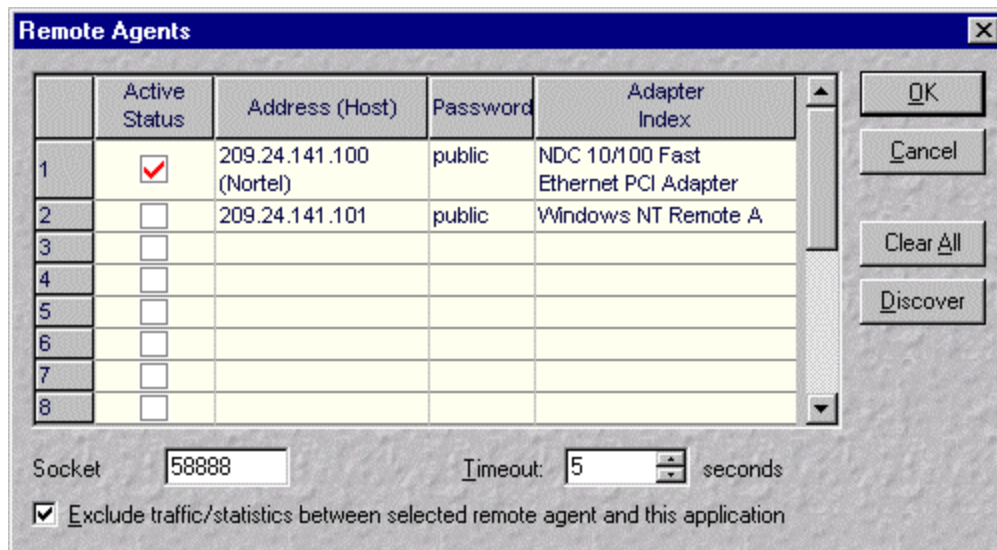 Remote Agents
Active Status Address (Host) Password Adapter Index
1 209.24.141.100 (Nortel) public NDC 10/100 Fast Ethernet PCI Adapter
2 209.24.141.101 public Windows NT Remote A
3
4
5
6
7
8
OK
Cancel
Clear All
Discover
Socket 58888 Timeout: 5 seconds
Exclude traffic/statistics between selected remote agent and this application